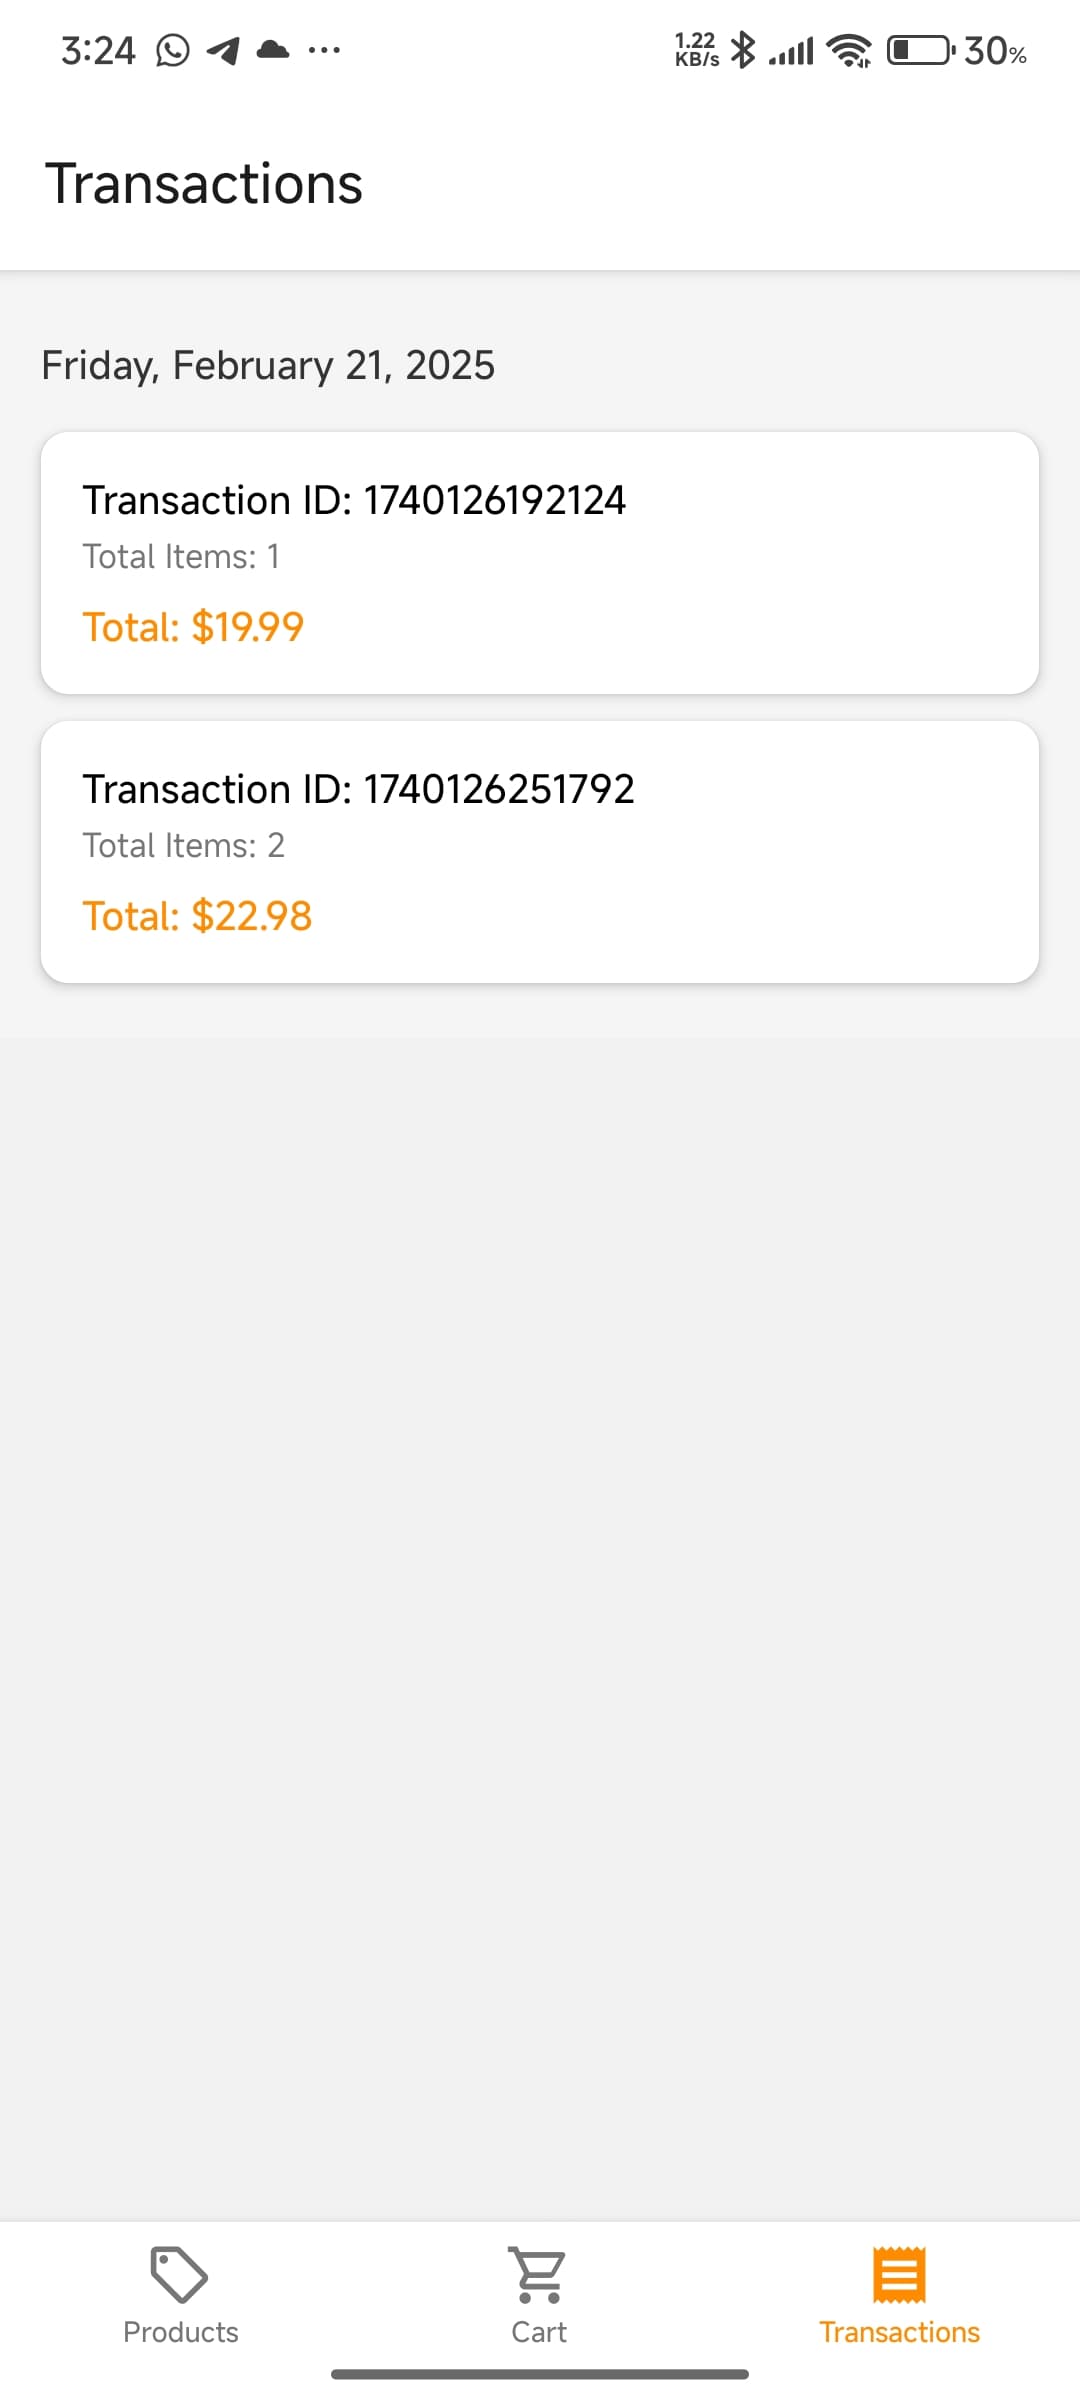 3:24
1.22 KB/s
30%
Transactions
Friday, February 21, 2025
Transaction ID: 1740126192124
Total Items: 1
Total: $19.99
Transaction ID: 1740126251792
Total Items: 2
Total: $22.98
Products
Cart
Transactions